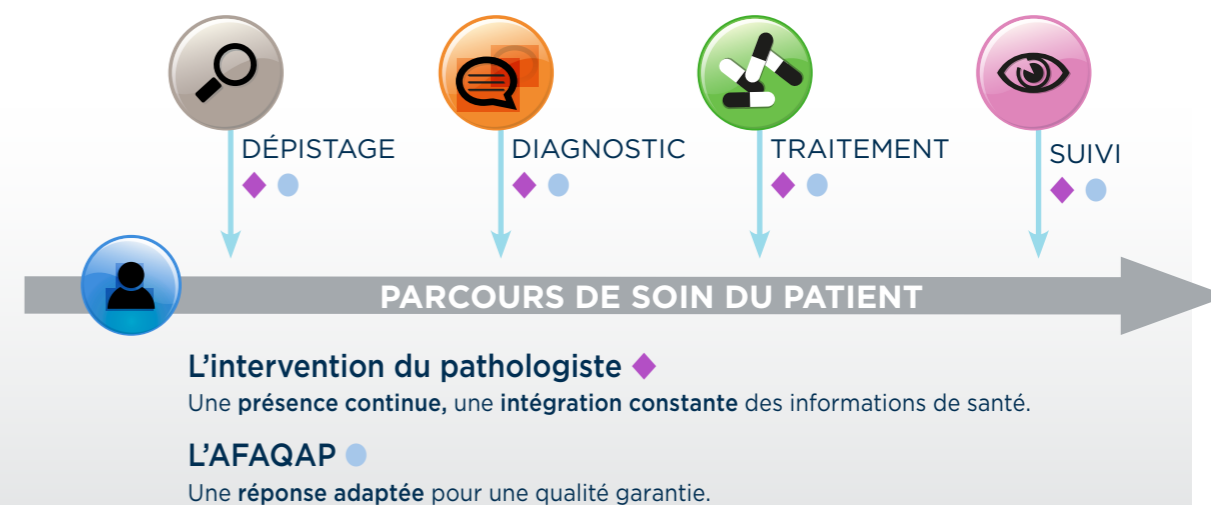 DÉPISTAGE
DIAGNOSTIC
TRAITEMENT
SUIVI
PARCOURS DE SOIN DU PATIENT
L’intervention du pathologiste
Une présence continue, une intégration constante des informations de santé.
L’AFAQAP
Une réponse adaptée pour une qualité garantie.